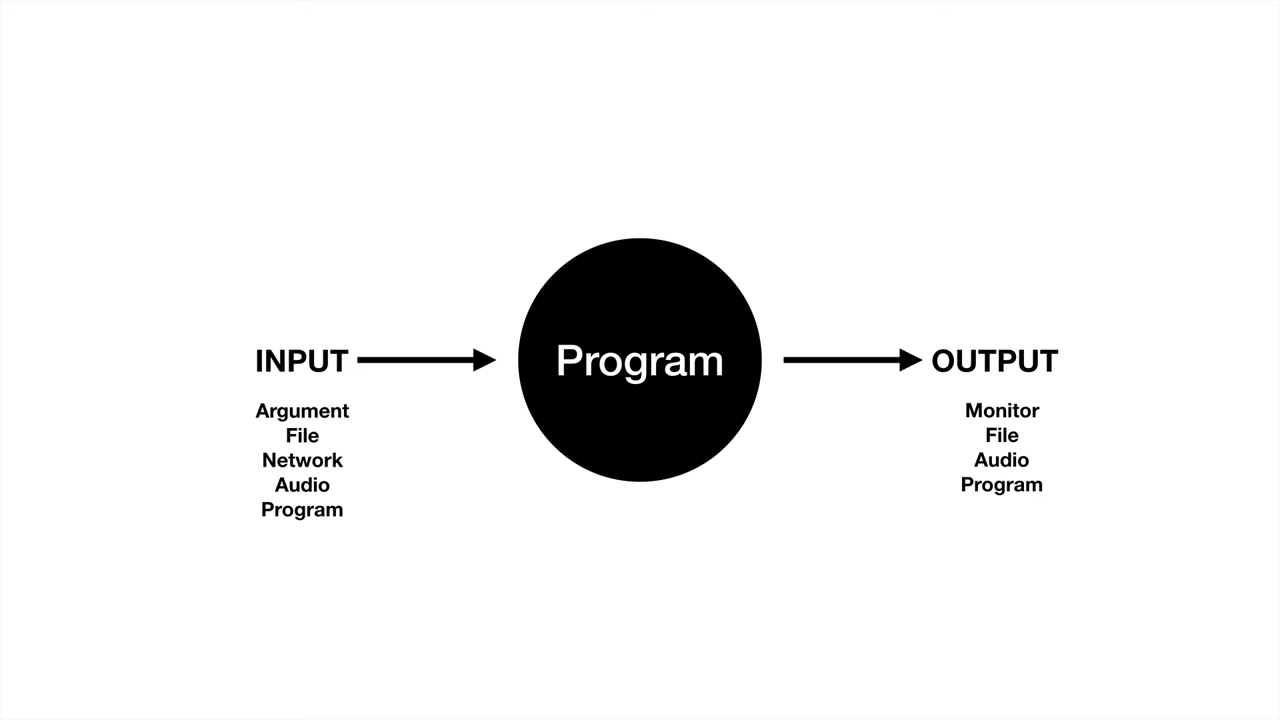 INPUT
Argument
File
Network
Audio
Program
Program
OUTPUT
Monitor
File
Audio
Program